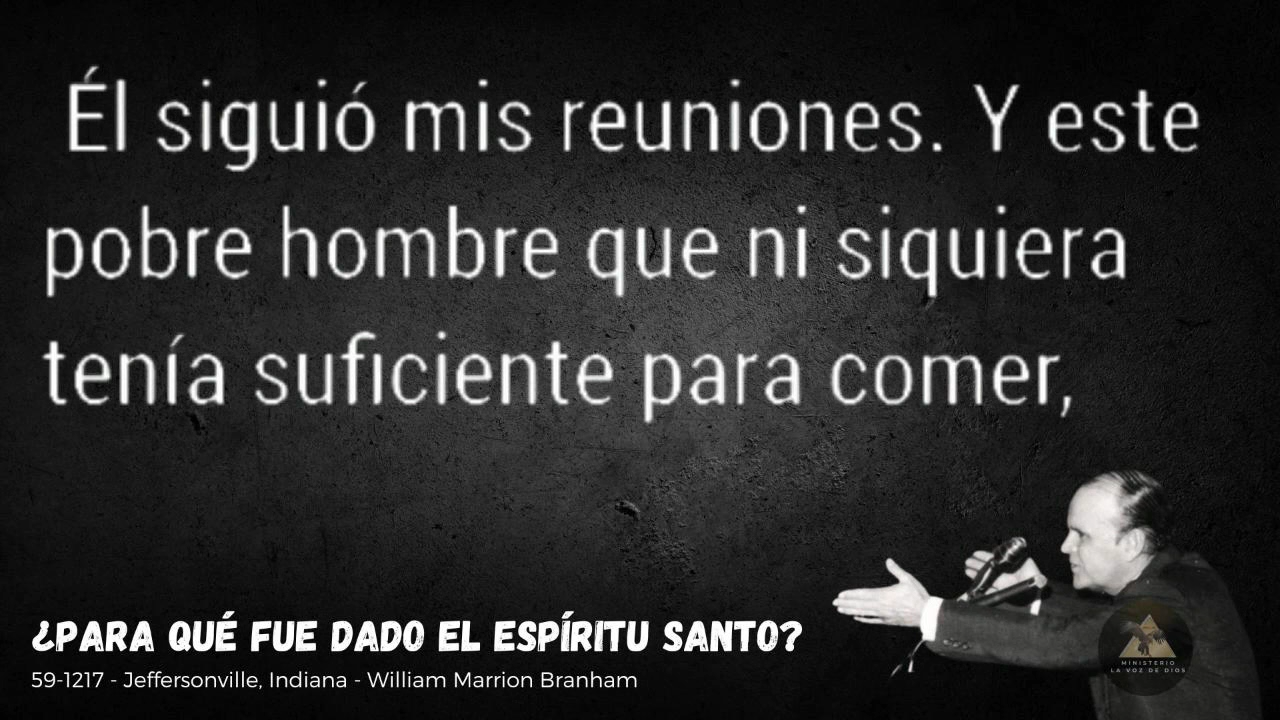 Él siguió mis reuniones. Y este
pobre hombre que ni siquiera
tenía suficiente para comer,
¿PARA QUÉ FUE DADO EL ESPÍRITU SANTO?
59-1217 - Jeffersonville, Indiana - William Marrion Branham
MINISTERIO
LA VOZ DE DIOS